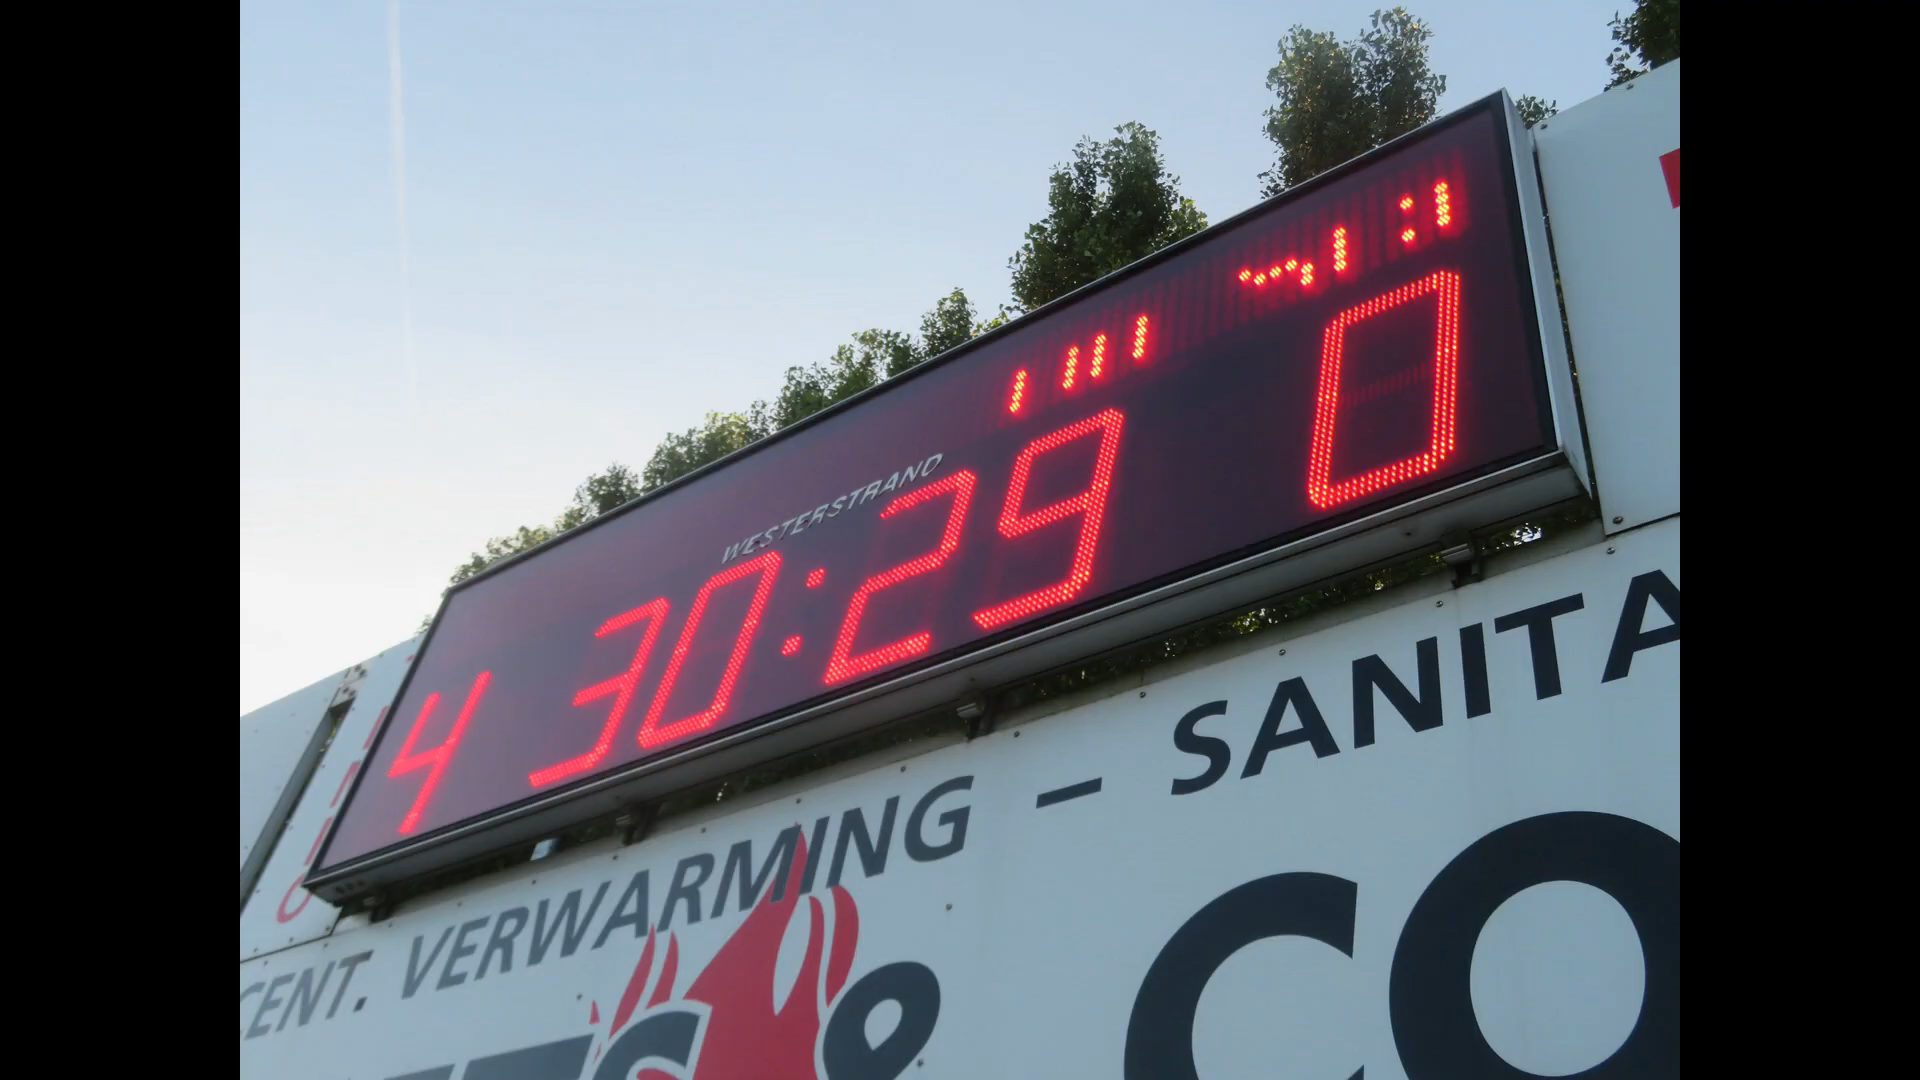 WESTERSTRAND
4 30:29 0
CENT. VERWARMING – SANITA
CO